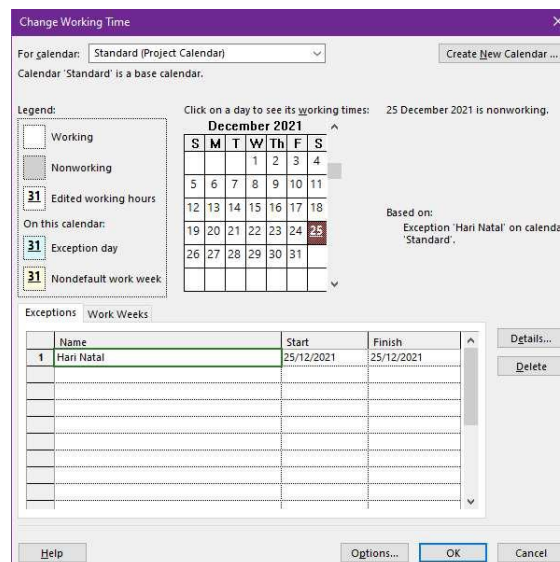 Change Working Time
For calendar: Standard (Project Calendar)
Create New Calendar ...
Calendar 'Standard' is a base calendar.
Legend:
Working
Nonworking
31 Edited working hours
On this calendar:
31 Exception day
31 Nondefault work week
Click on a day to see its working times:
December 2021
S M T W Th F S
1 2 3 4
5 6 7 8 9 10 11
12 13 14 15 16 17 18
19 20 21 22 23 24 25
26 27 28 29 30 31
25 December 2021 is nonworking.
Based on:
Exception 'Hari Natal' on calenda
'Standard'.
Exceptions Work Weeks
Name Start Finish
1 Hari Natal 25/12/2021 25/12/2021
Details...
Delete
Help Options... OK Cancel